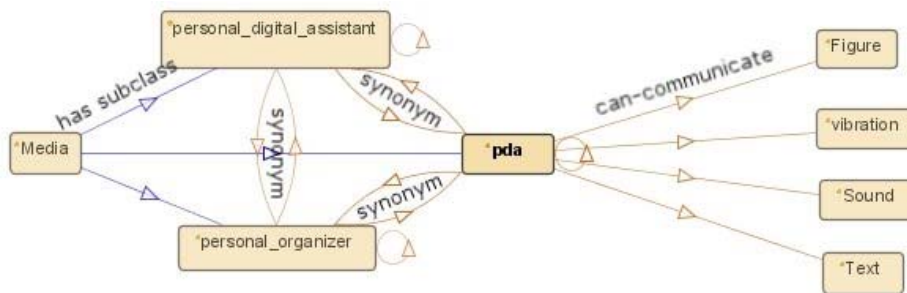 *personal_digital_assistant
*Figure
can-communicate
has subclass
synonym
*vibration
synonym
*Media
*pda
synonym
*Sound
*personal_organizer
*Text